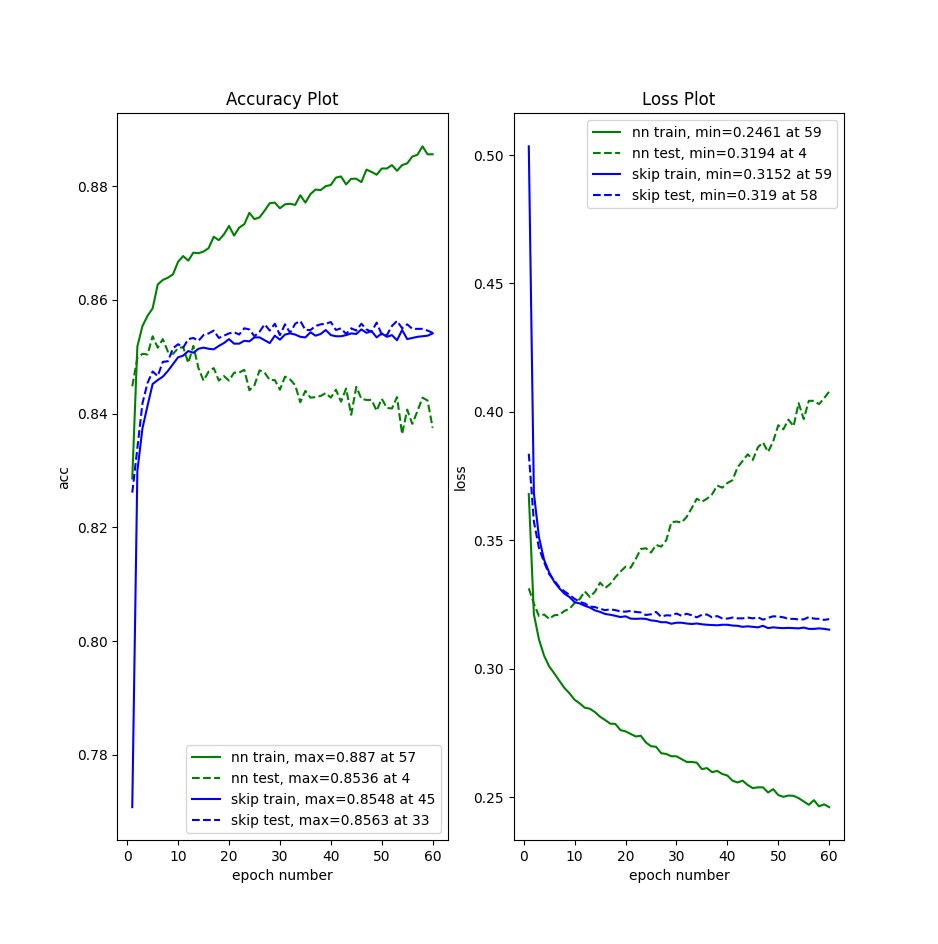 Accuracy Plot
acc
0.88
0.86
0.84
0.82
0.80
0.78
nn train, max=0.887 at 57
nn test, max=0.8536 at 4
skip train, max=0.8548 at 45
skip test, max=0.8563 at 33
0 10 20 30 40 50 60
epoch number
Loss Plot
loss
0.50
0.45
0.40
0.35
0.30
0.25
nn train, min=0.2461 at 59
nn test, min=0.3194 at 4
skip train, min=0.3152 at 59
skip test, min=0.319 at 58
0 10 20 30 40 50 60
epoch number